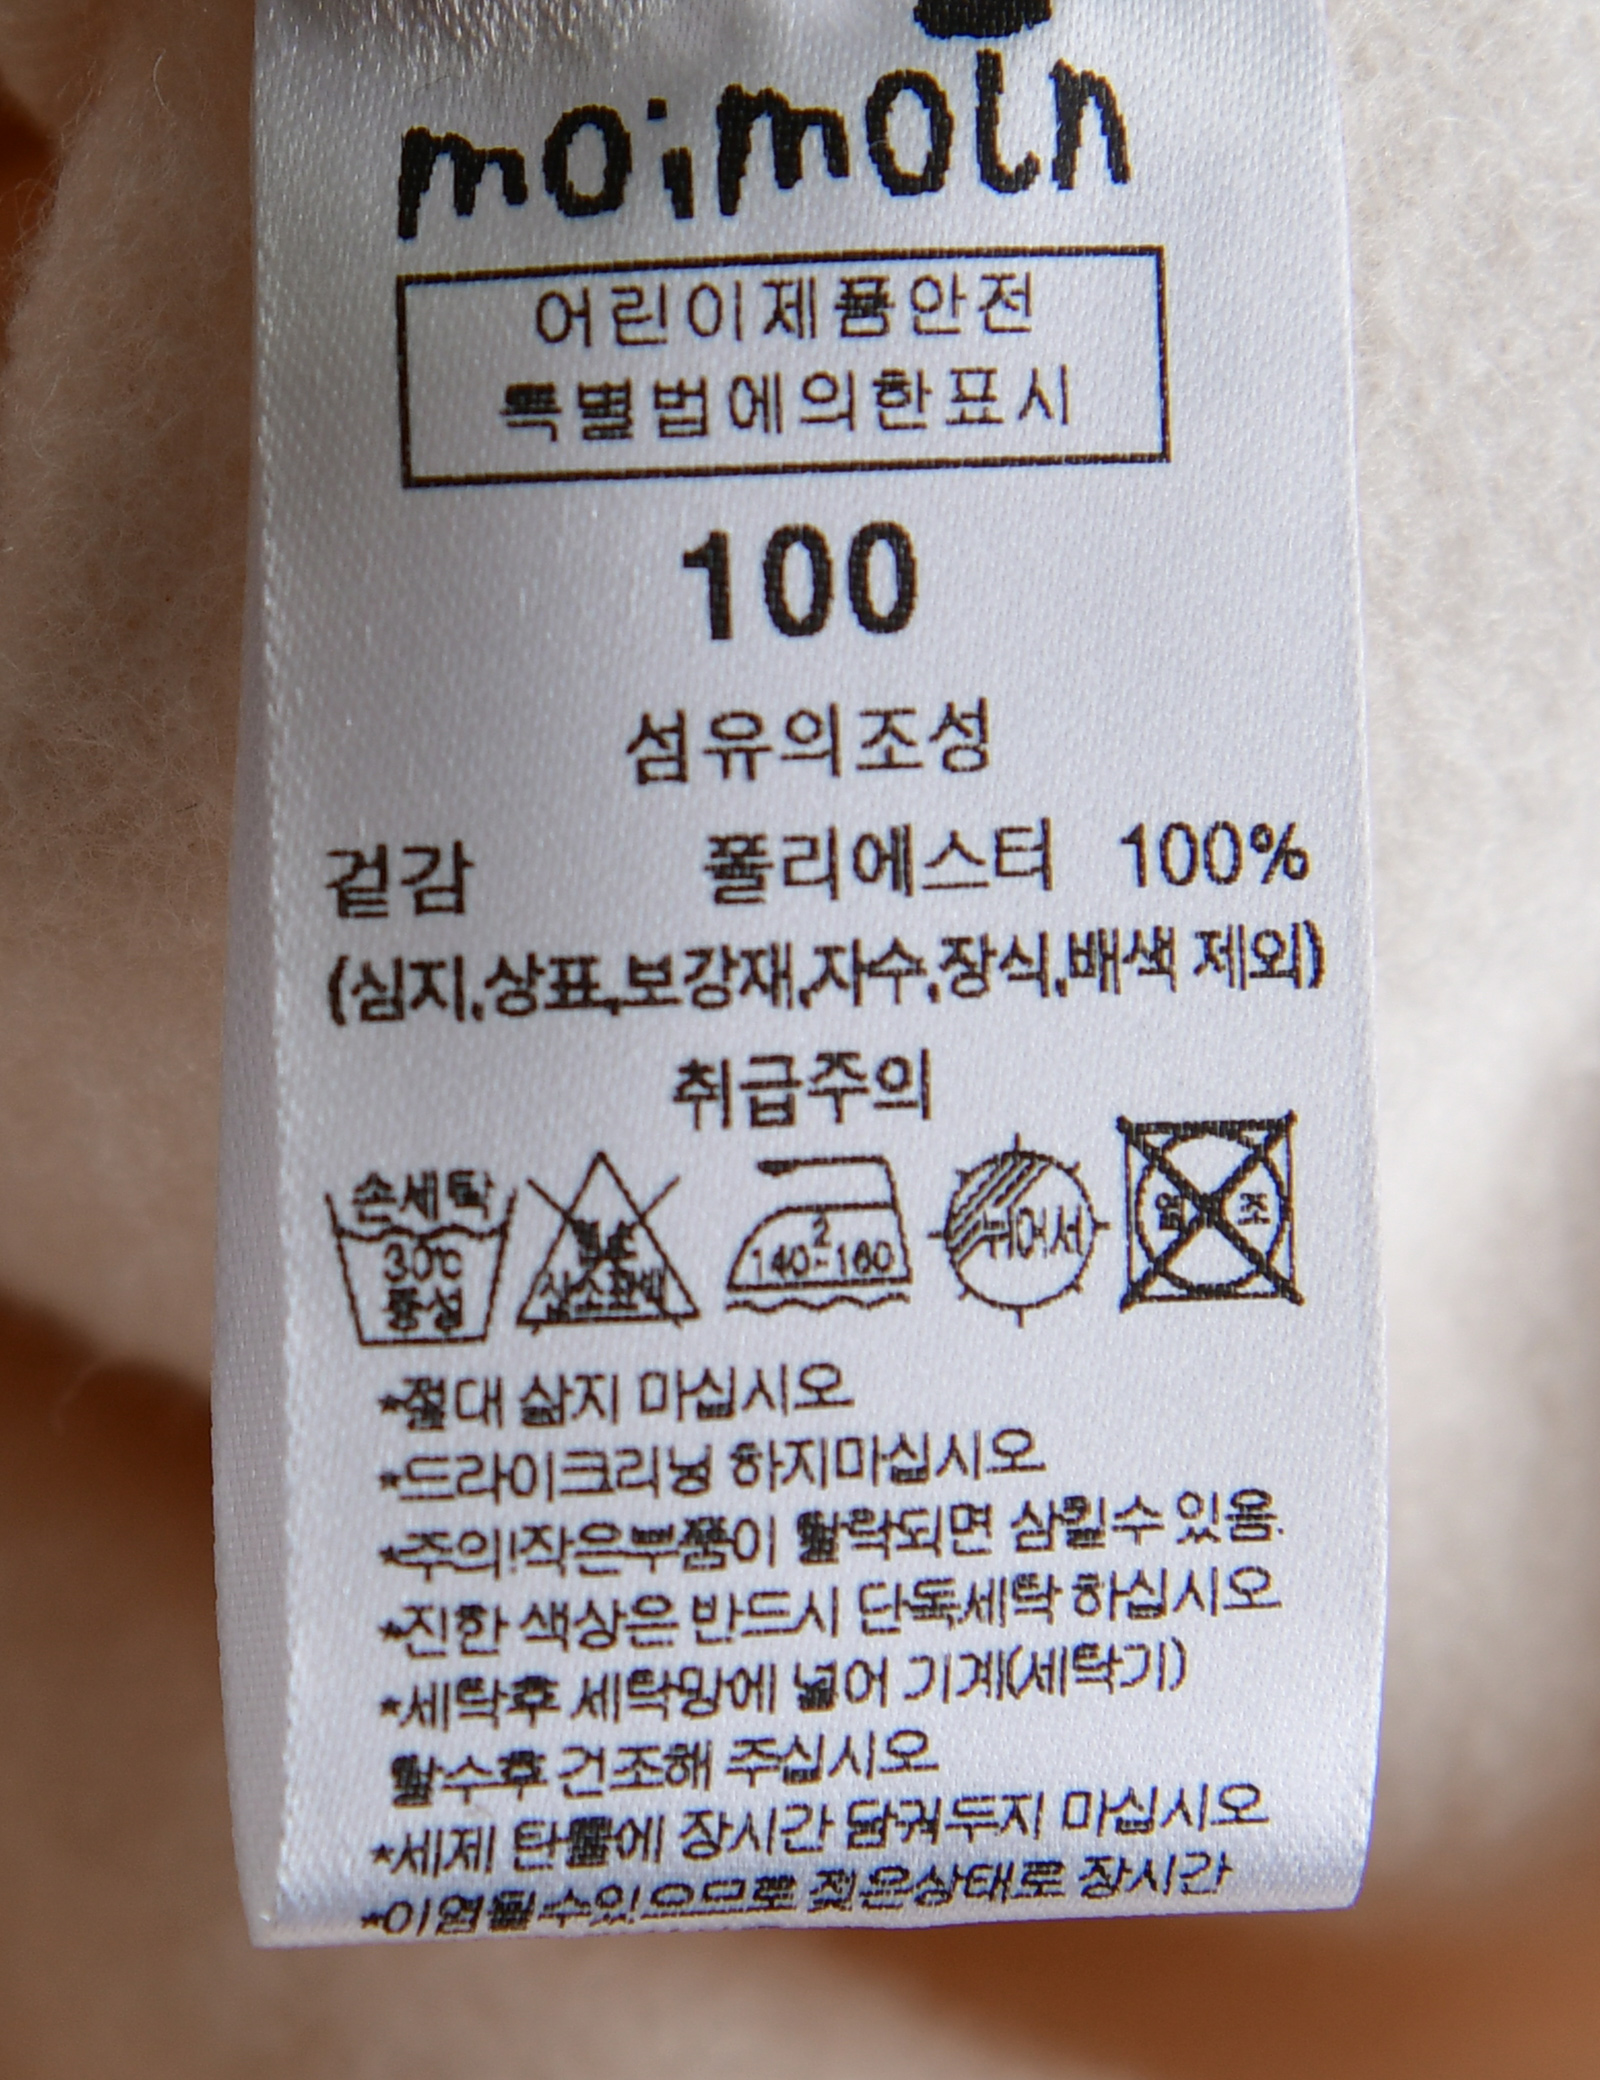 moimoln
어린이제품안전
특별법에의한표시
100
섬유의조성
겉감 폴리에스터 100%
(심지,상표,보강재,자수,장식,배색 제외)
취급주의
손세탁
30℃
중성
염소
산소표백
2
140-160
뉘어서
조
*절대 삶지 마십시오
*드라이크리닝 하지마십시오
*주의!작은부품이 탈락되면 삼킬수 있음.
*진한 색상은 반드시 단독세탁 하십시오
*세탁후 세탁망에 넣어 기계(세탁기)
탈수후 건조해 주십시오
*세제 탄물에 장시간 담궈두지 마십시오
*이염될수있으므로 젖은상태로 장시간